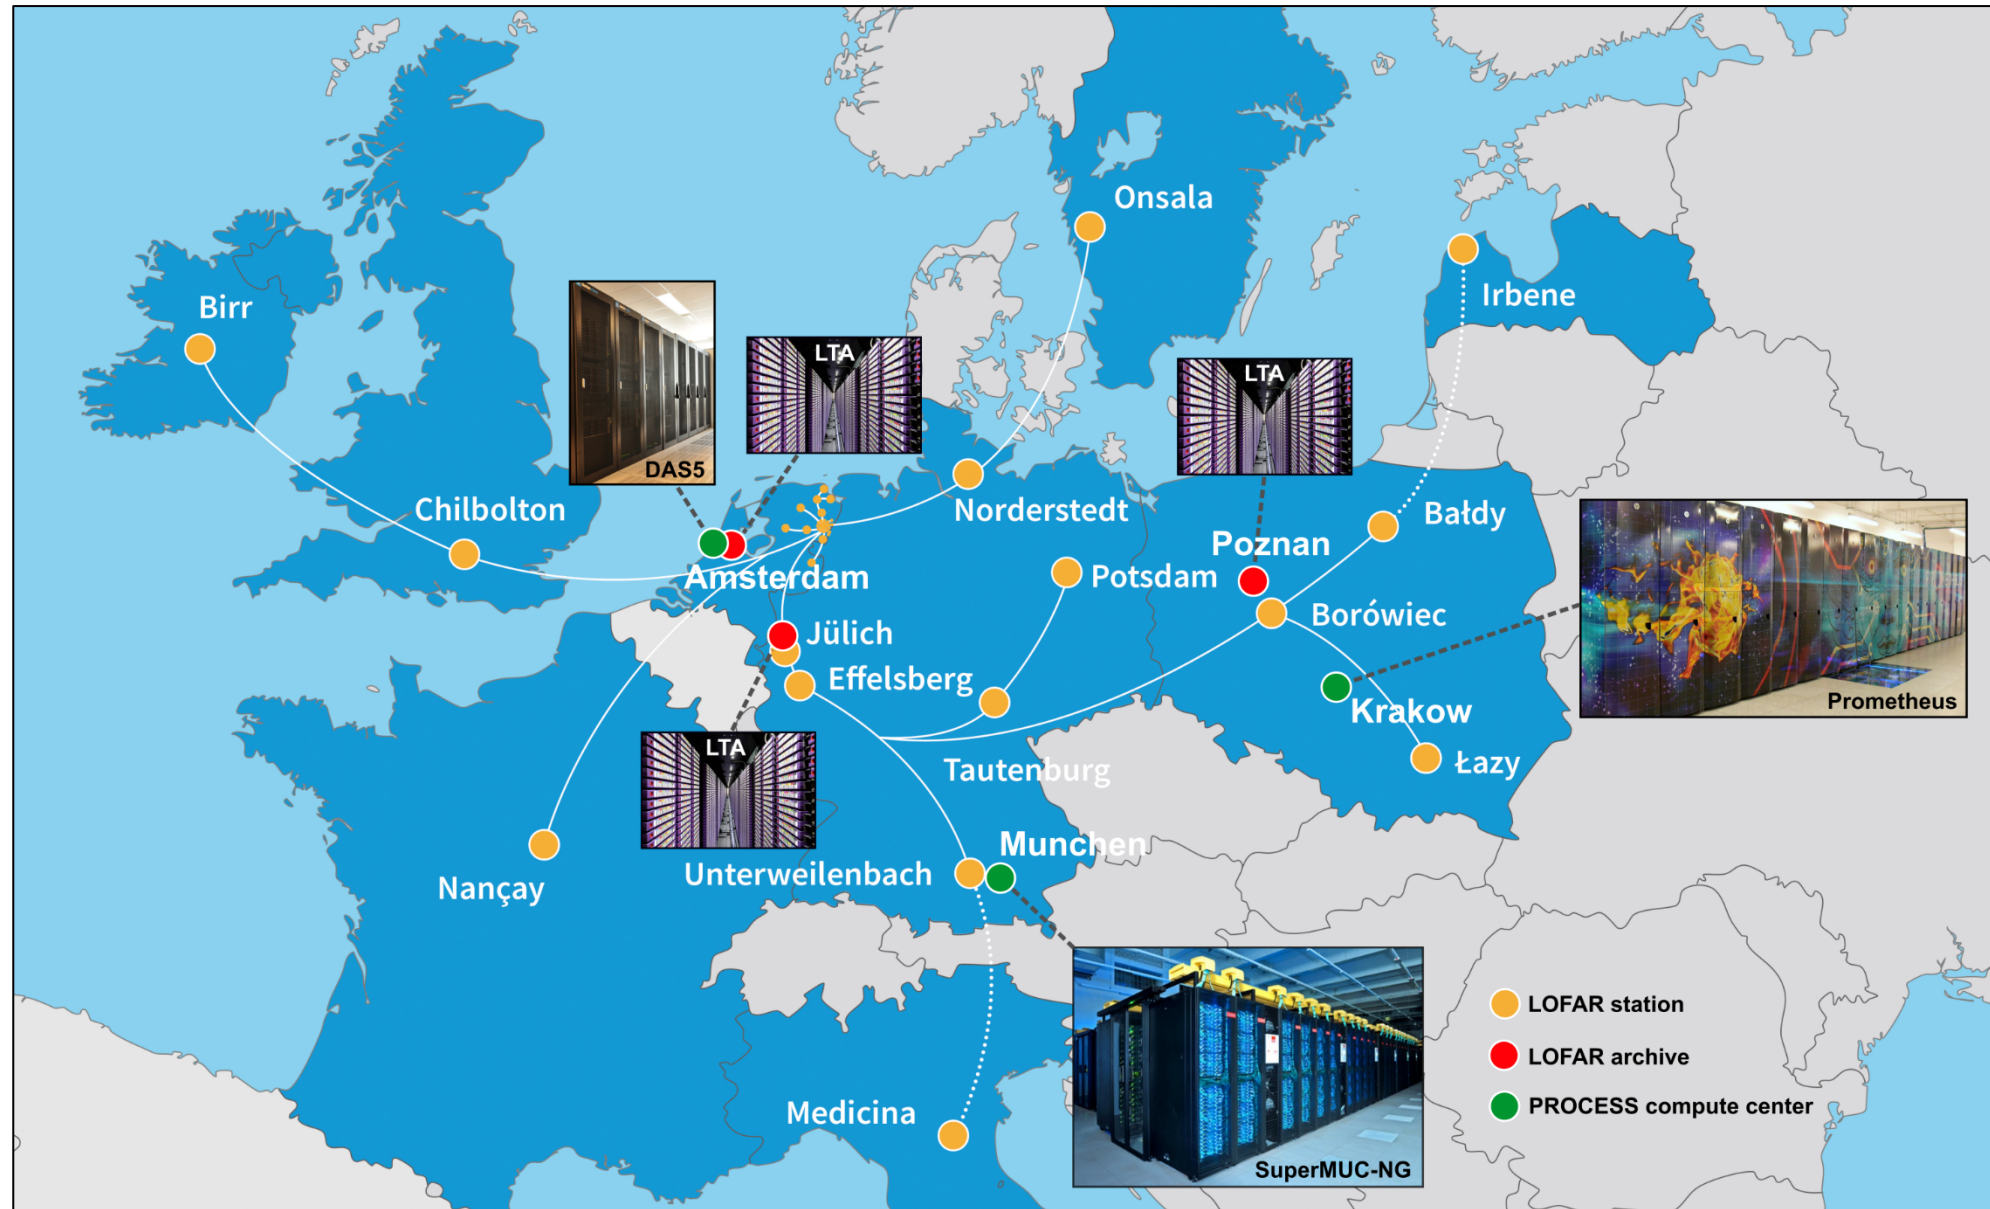 Onsala
Irbene
Birr
LTA
LTA
DAS5
Chilbolton
Norderstedt
Bałdy
Amsterdam
Poznan
Potsdam
Borówiec
Jülich
Effelsberg
Krakow
Prometheus
LTA
Tautenburg
Łazy
Munchen
Unterweilenbach
Nançay
LOFAR station
LOFAR archive
PROCESS compute center
Medicina
SuperMUC-NG